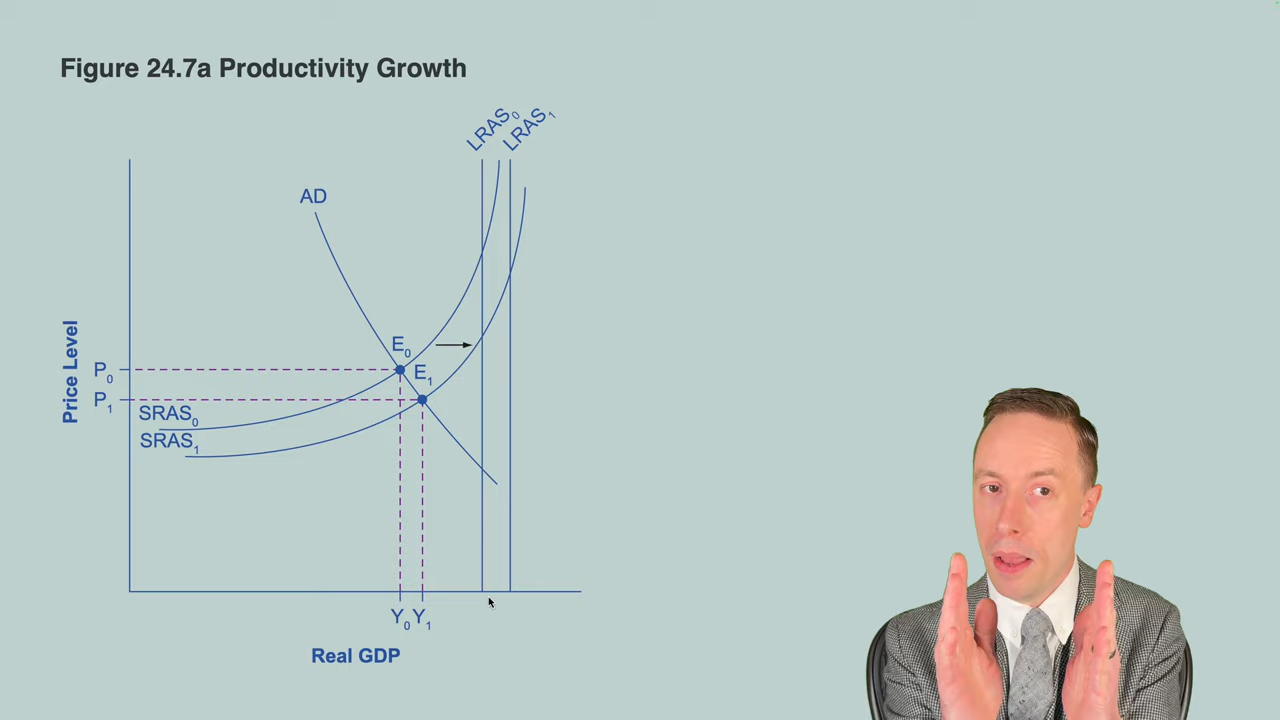 Figure 24.7a Productivity Growth
LRAS0
LRAS1
AD
Price Level
E0
P0
E1
P1
SRAS0
SRAS1
Y0 Y1
Real GDP